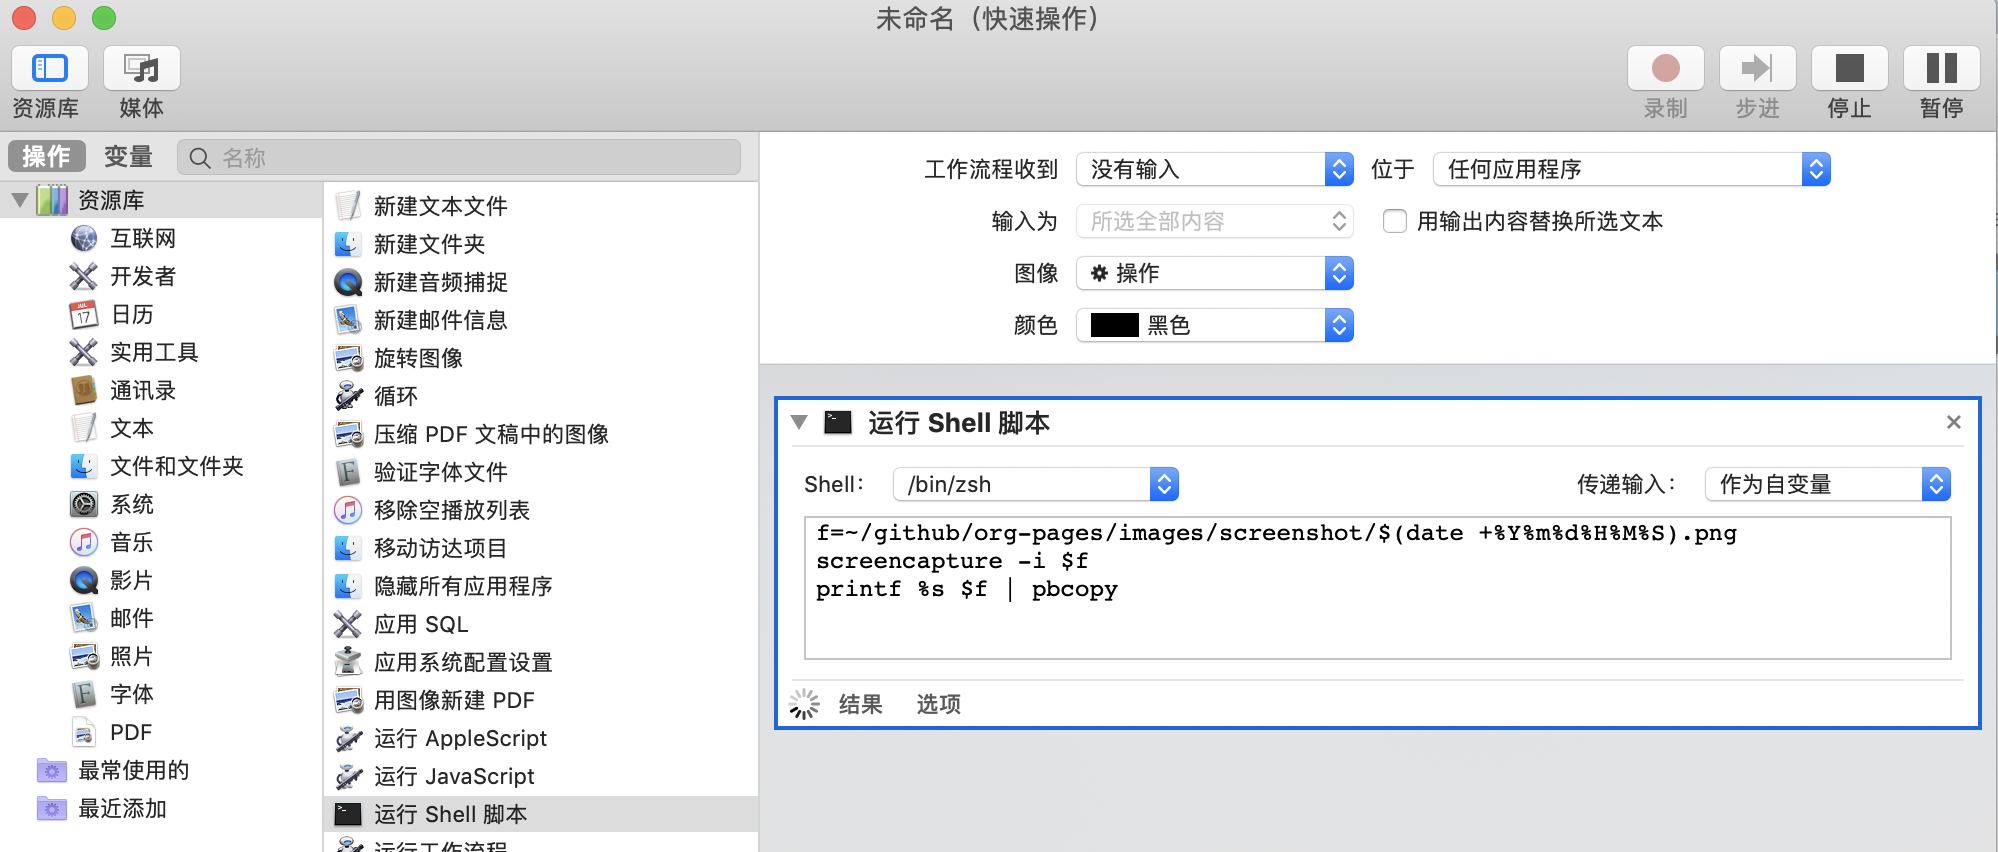 未命名（快速操作）
资源库
媒体
录制
步进
停止
暂停
操作
变量
名称
资源库
互联网
开发者
JUL
17
日历
实用工具
通讯录
文本
文件和文件夹
系统
音乐
影片
邮件
照片
字体
PDF
最常使用的
最近添加
新建文本文件
新建文件夹
新建音频捕捉
新建邮件信息
旋转图像
循环
压缩 PDF 文稿中的图像
验证字体文件
移除空播放列表
移动访达项目
隐藏所有应用程序
应用 SQL
应用系统配置设置
用图像新建 PDF
运行 AppleScript
运行 JavaScript
运行 Shell 脚本
运行工作流程
工作流程收到 没有输入 位于 任何应用程序
输入为 所选全部内容 用输出内容替换所选文本
图像 操作
颜色 黑色
运行 Shell 脚本
Shell： /bin/zsh 传递输入： 作为自变量
f=~/github/org-pages/images/screenshot/$(date +%Y%m%d%H%M%S).png
screencapture -i $f
printf %s $f | pbcopy
结果 选项